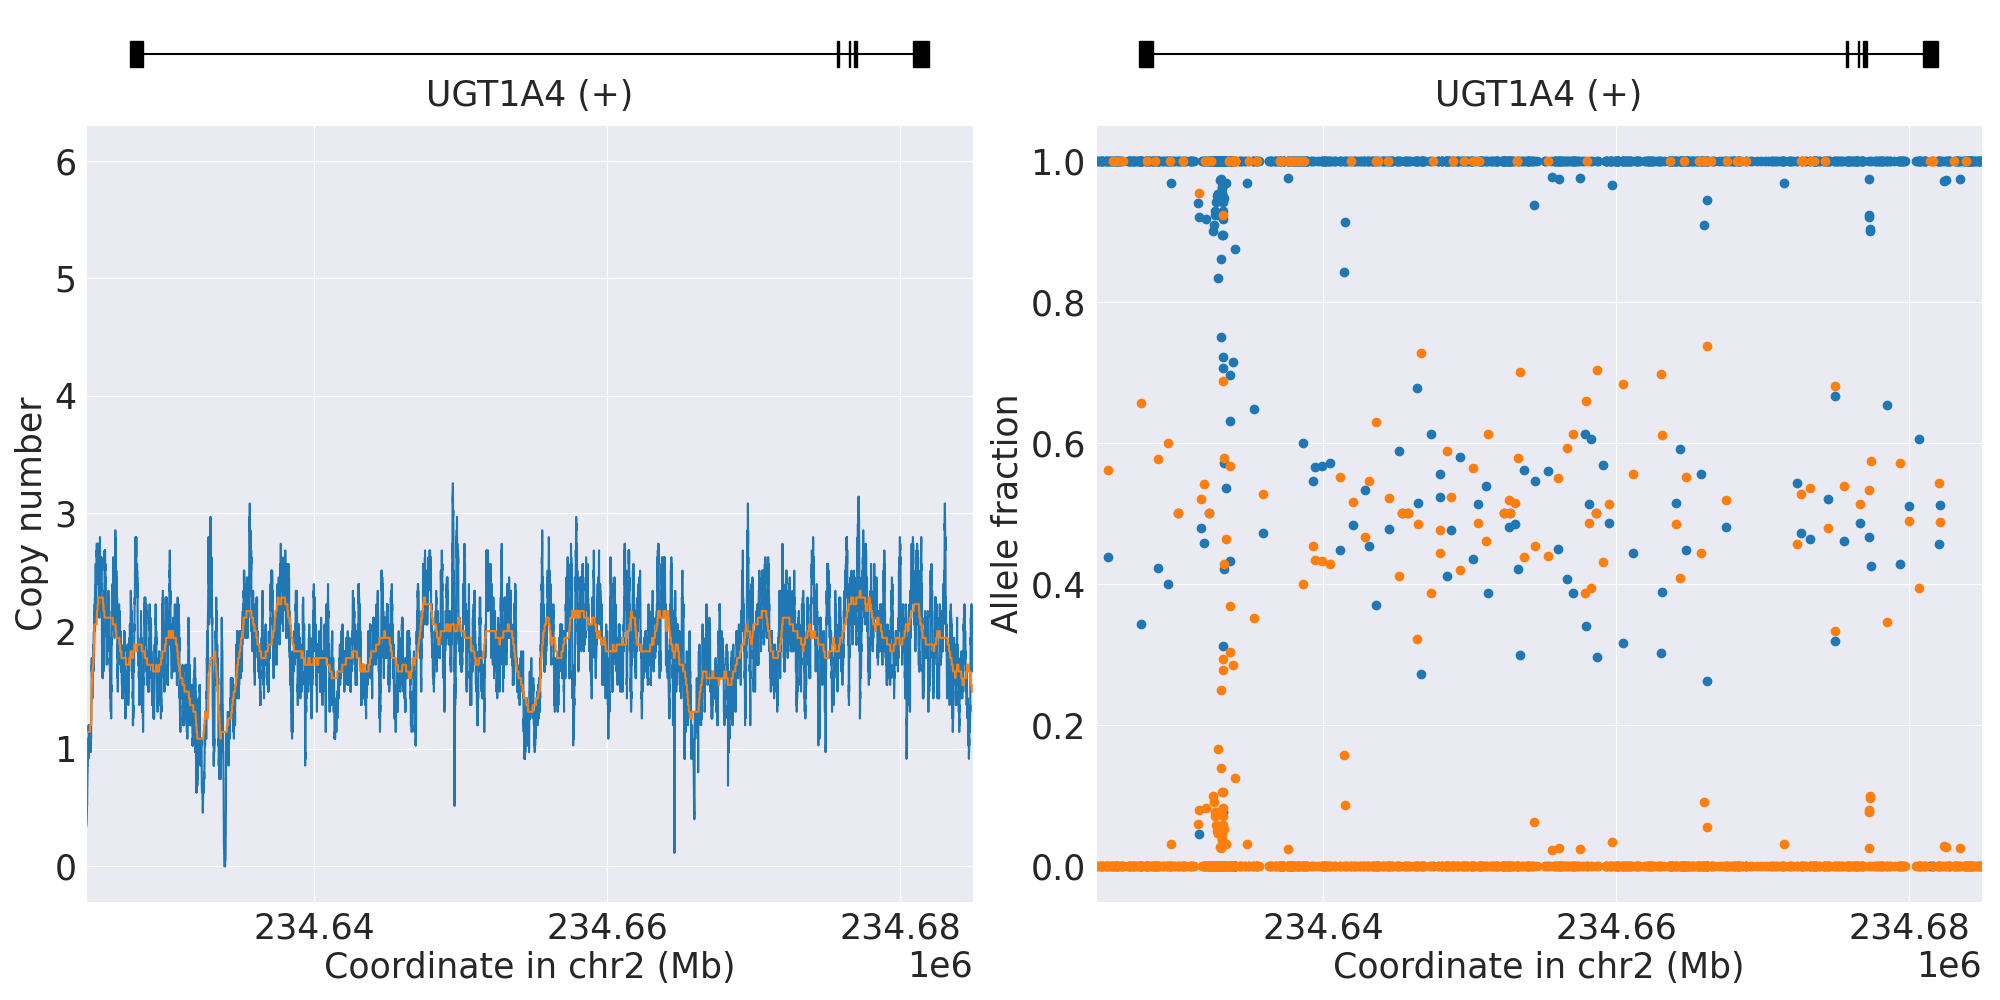 UGT1A4 (+)
6
5
4
3
2
1
0
Copy number
234.64 234.66 234.68
Coordinate in chr2 (Mb) 1e6
UGT1A4 (+)
1.0
0.8
0.6
0.4
0.2
0.0
Allele fraction
234.64 234.66 234.68
Coordinate in chr2 (Mb) 1e6